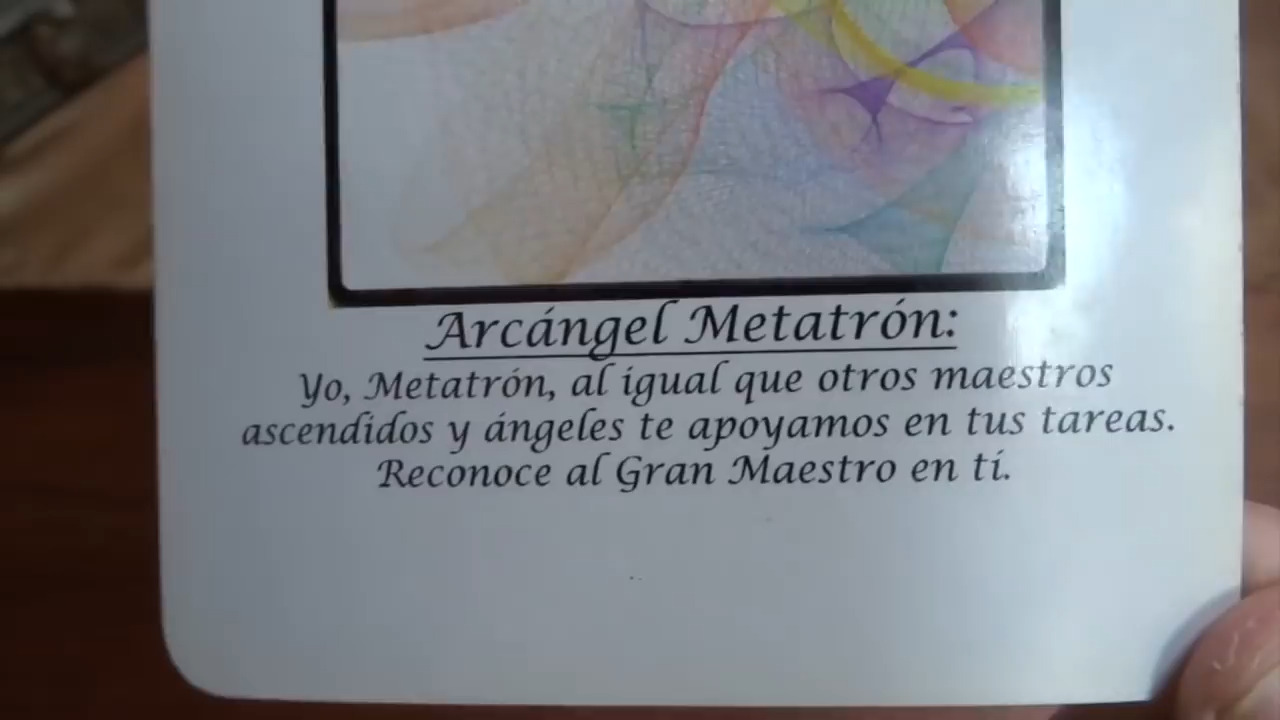 Arcángel Metatrón:
Yo, Metatrón, al igual que otros maestros
ascendidos y ángeles te apoyamos en tus tareas.
Reconoce al Gran Maestro en tí.